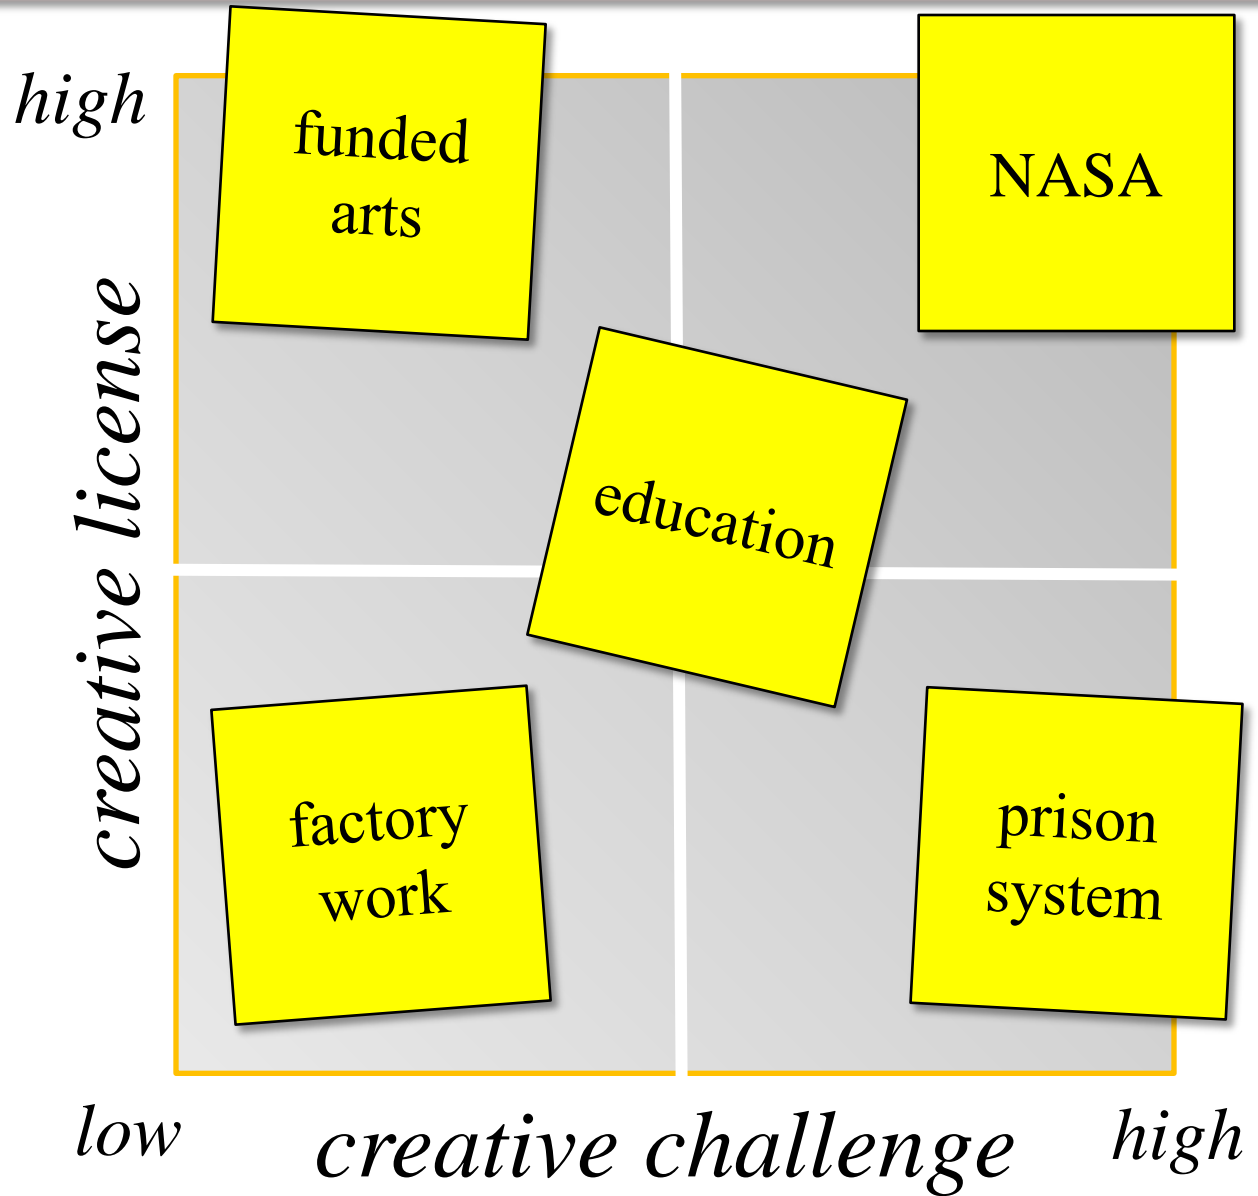 high
funded
arts
NASA
creative license
education
factory
work
prison
system
low
creative challenge
high